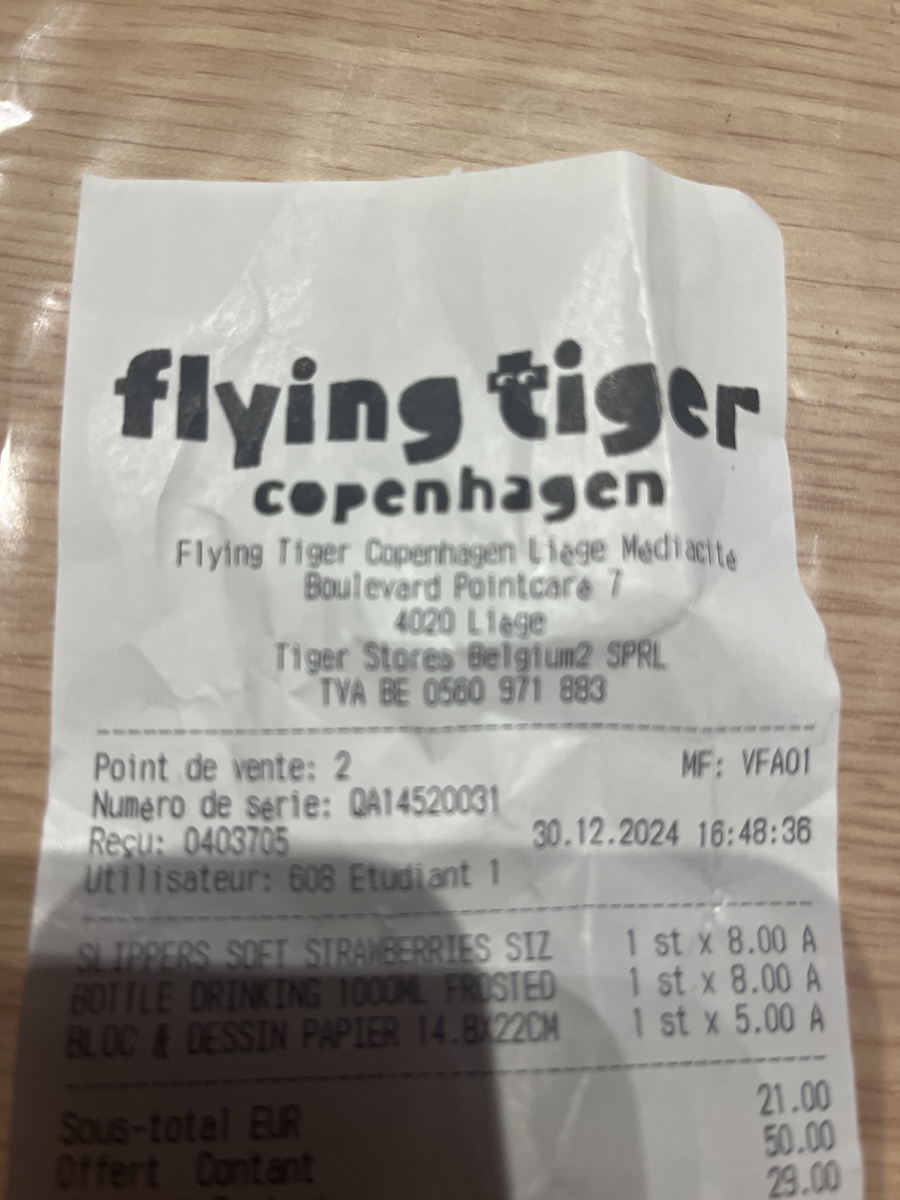 flying tiger
copenhagen
Flying Tiger Copenhagen Liege Mediacite
Boulevard Pointcare 7
4020 Liege
Tiger Stores Belgium2 SPRL
TVA BE 0560 971 883
Point de vente: 2 MF: VFA01
Numero de serie: QA14520031
Reçu: 0403705 30.12.2024 16:48:36
Utilisateur: 608 Etudiant 1
SLIPPERS SOFT STRAWBERRIES SIZ 1 st x 8.00 A
BOTTLE DRINKING 1000ML FROSTED 1 st x 8.00 A
BLOC & DESSIN PAPIER 14.8X22CM 1 st x 5.00 A
Sous-total EUR 21.00
Offert Contant 50.00
29.00